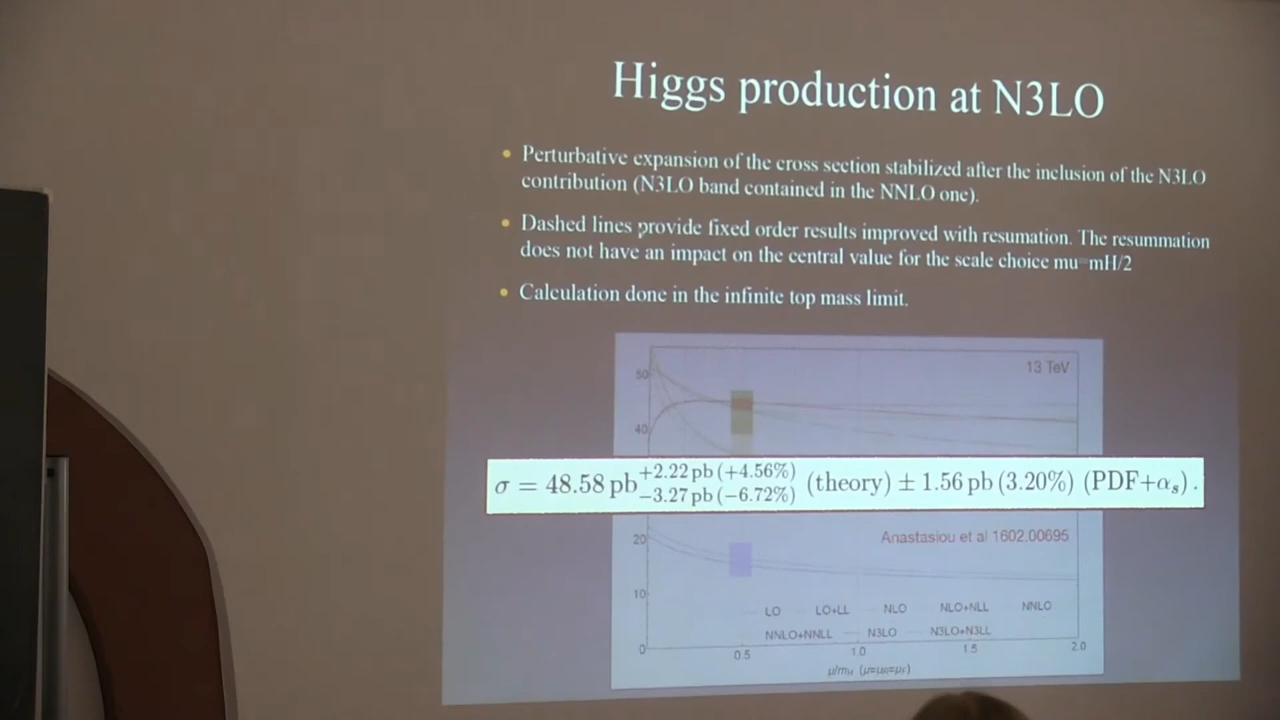 Higgs production at N3LO
• Perturbative expansion of the cross section stabilized after the inclusion of the N3LO
contribution (N3LO band contained in the NNLO one).
• Dashed lines provide fixed order results improved with resumation. The resummation
does not have an impact on the central value for the scale choice mu=mH/2
• Calculation done in the infinite top mass limit.
13 TeV
50
40
σ = 48.58 pb +2.22 pb (+4.56%) −3.27 pb (−6.72%) (theory) ± 1.56 pb (3.20%) (PDF+αs).
20
Anastasiou et al 1602.00695
10
LO LO+LL NLO NLO+NLL NNLO
NNLO+NNLL N3LO N3LO+N3LL
0
0.5 1.0 1.5 2.0
μ/mH (μ=μR=μF)